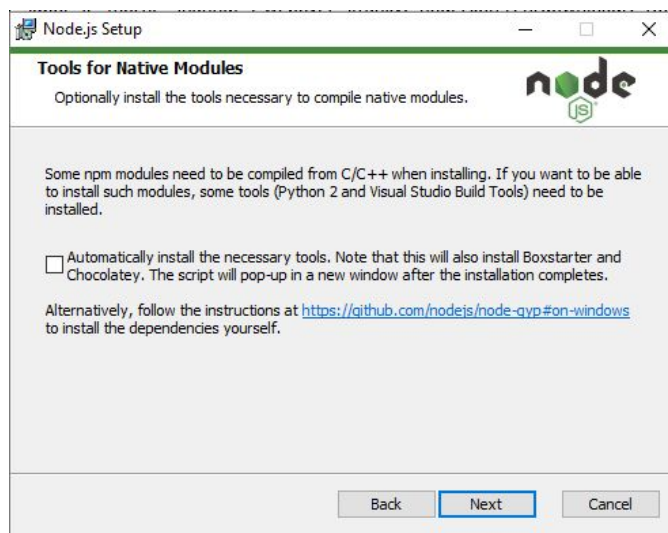 Node.js Setup
Tools for Native Modules
Optionally install the tools necessary to compile native modules.
node
JS
Some npm modules need to be compiled from C/C++ when installing. If you want to be able
to install such modules, some tools (Python 2 and Visual Studio Build Tools) need to be
installed.
Automatically install the necessary tools. Note that this will also install Boxstarter and
Chocolatey. The script will pop-up in a new window after the installation completes.
Alternatively, follow the instructions at https://github.com/nodejs/node-gyp#on-windows
to install the dependencies yourself.
Back Next Cancel